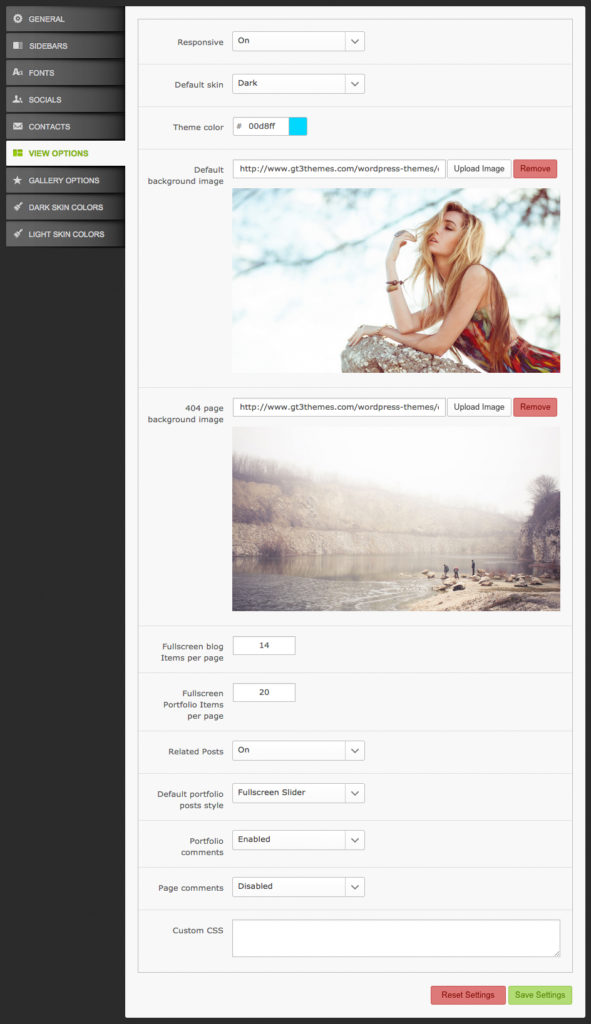 GENERAL
SIDEBARS
Aa FONTS
SOCIALS
CONTACTS
VIEW OPTIONS
GALLERY OPTIONS
DARK SKIN COLORS
LIGHT SKIN COLORS
Responsive On
Default skin Dark
Theme color # 00d8ff
Default http://www.gt3themes.com/wordpress-themes/ Upload Image Remove
background image
404 page http://www.gt3themes.com/wordpress-themes/ Upload Image Remove
background image
Fullscreen blog 14
Items per page
Fullscreen 20
Portfolio Items
per page
Related Posts On
Default portfolio Fullscreen Slider
posts style
Portfolio Enabled
comments
Page comments Disabled
Custom CSS
Reset Settings Save Settings